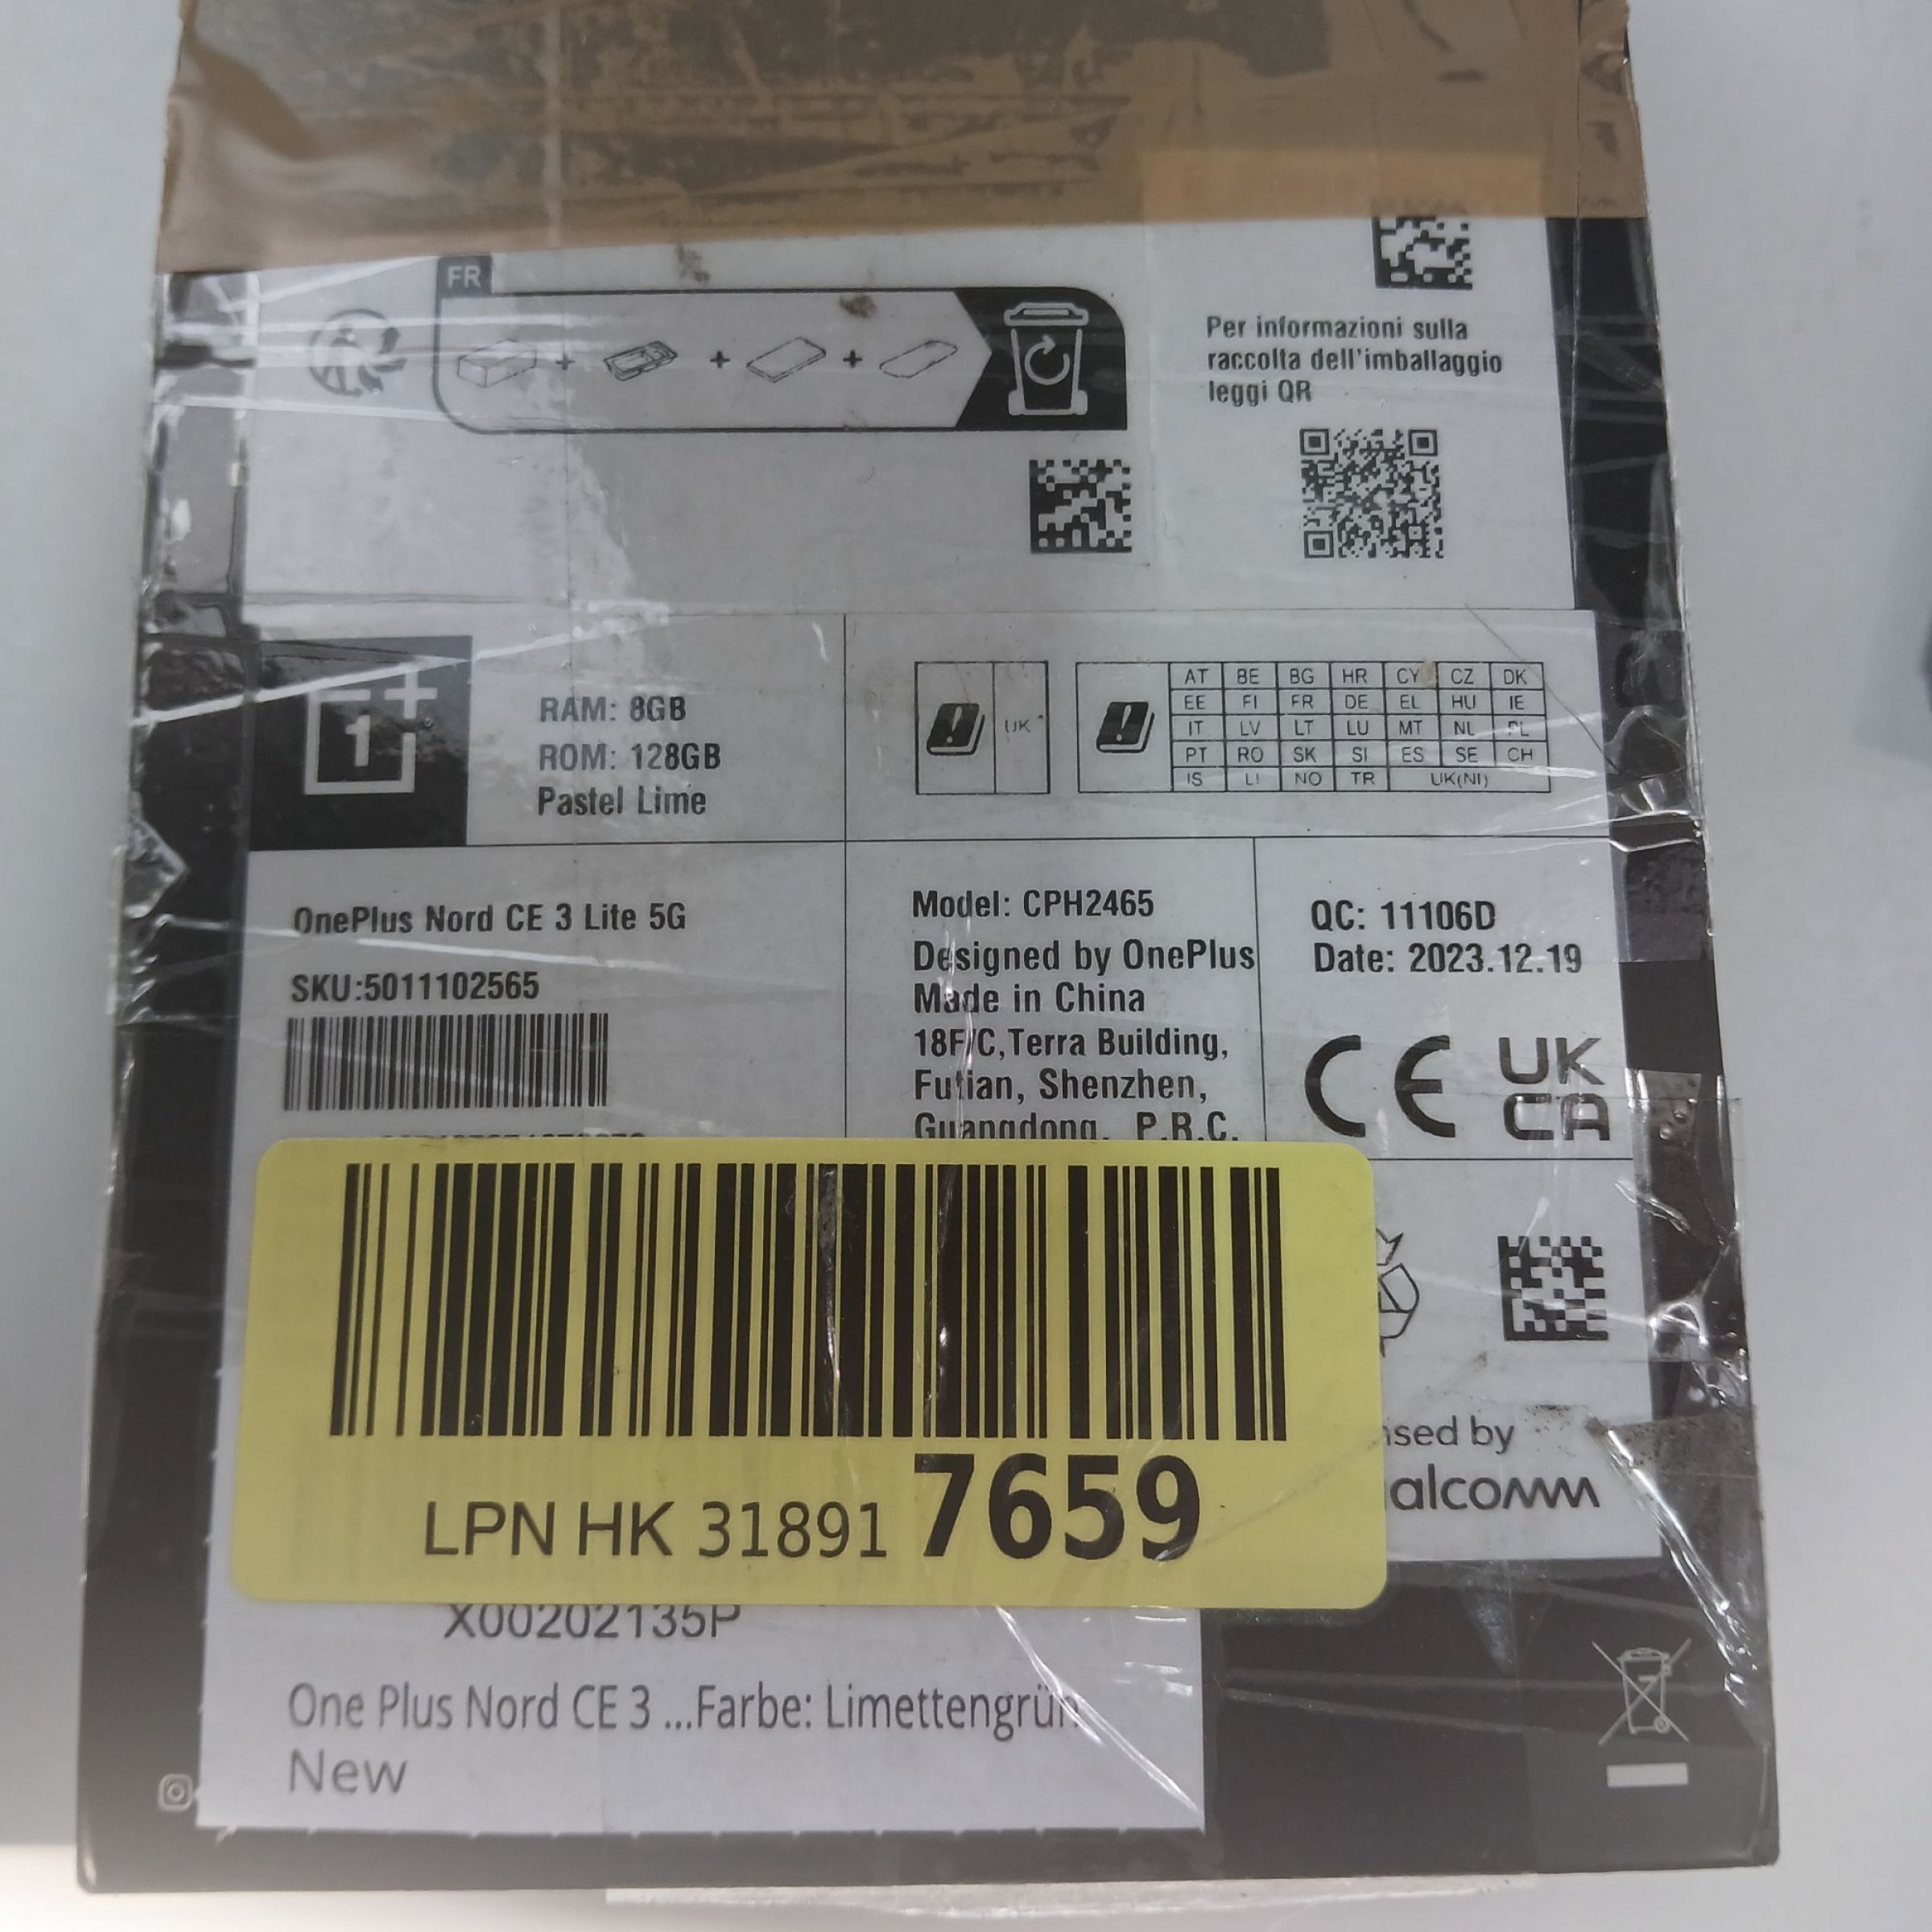 FR
Per informazioni sulla
raccolta dell'imballaggio
leggi QR
RAM: 8GB
ROM: 128GB
Pastel Lime
UK
AT BE BG HR CY CZ DK
EE FI FR DE EL HU IE
IT LV LT LU MT NL PL
PT RO SK SI ES SE CH
IS LI NO TR UK(NI)
OnePlus Nord CE 3 Lite 5G
SKU:5011102565
Model: CPH2465
Designed by OnePlus
Made in China
18F/C,Terra Building,
Futian, Shenzhen,
Guangdong, P.R.C.
QC: 11106D
Date: 2023.12.19
CE
UK
CA
LPN HK 31891 7659
nsed by
alcomm
X00202135P
One Plus Nord CE 3 ...Farbe: Limettengrün
New